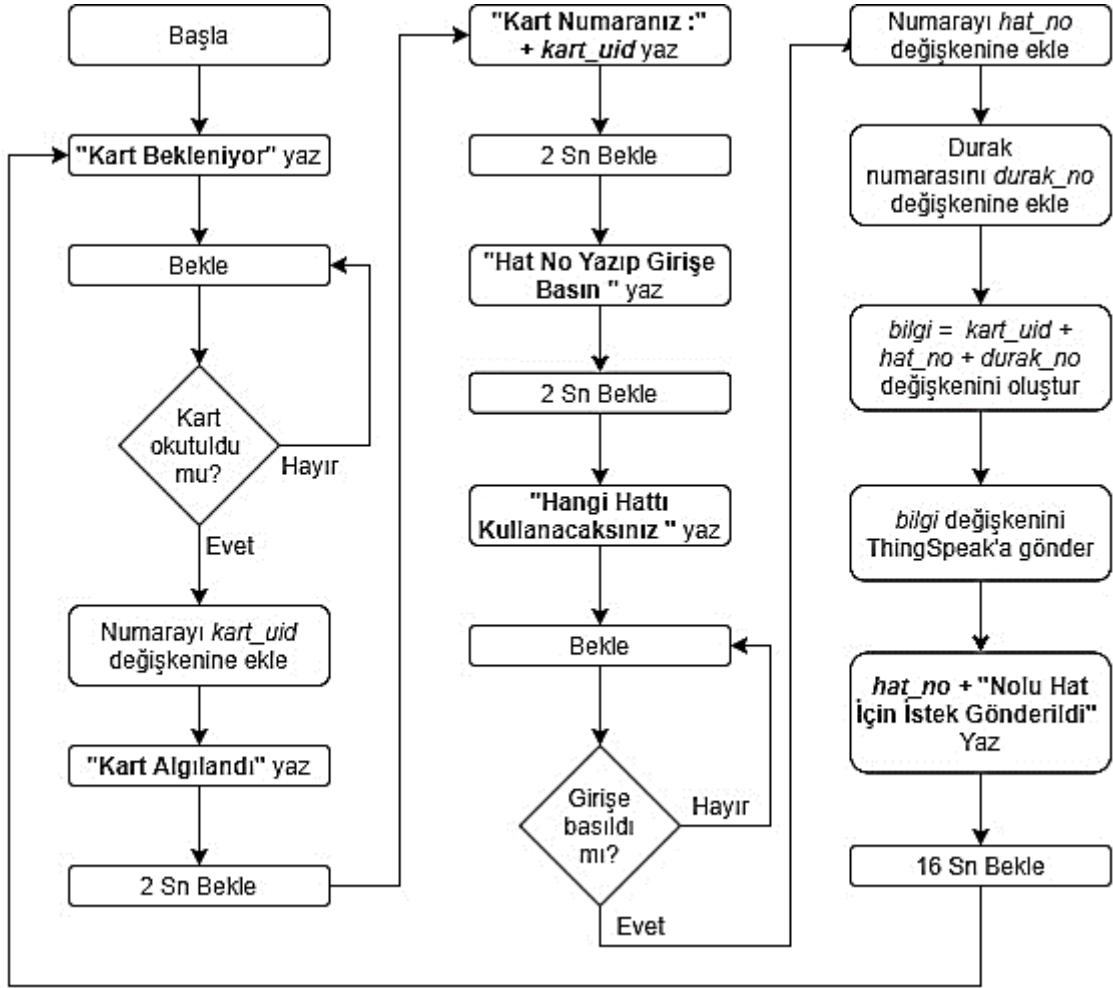 Başla
"Kart Bekleniyor" yaz
Bekle
Kart
okutuldu
mu?
Hayır
Evet
Numarayı kart_uid
değişkenine ekle
"Kart Algılandı" yaz
2 Sn Bekle
"Kart Numaranız :"
+ kart_uid yaz
2 Sn Bekle
"Hat No Yazıp Girişe
Basın " yaz
2 Sn Bekle
"Hangi Hattı
Kullanacaksınız " yaz
Bekle
Girişe
basıldı
mı?
Hayır
Evet
Numarayı hat_no
değişkenine ekle
Durak
numarasını durak_no
değişkenine ekle
bilgi = kart_uid +
hat_no + durak_no
değişkenini oluştur
bilgi değişkenini
ThingSpeak'a gönder
hat_no + "Nolu Hat
İçin İstek Gönderildi"
Yaz
16 Sn Bekle